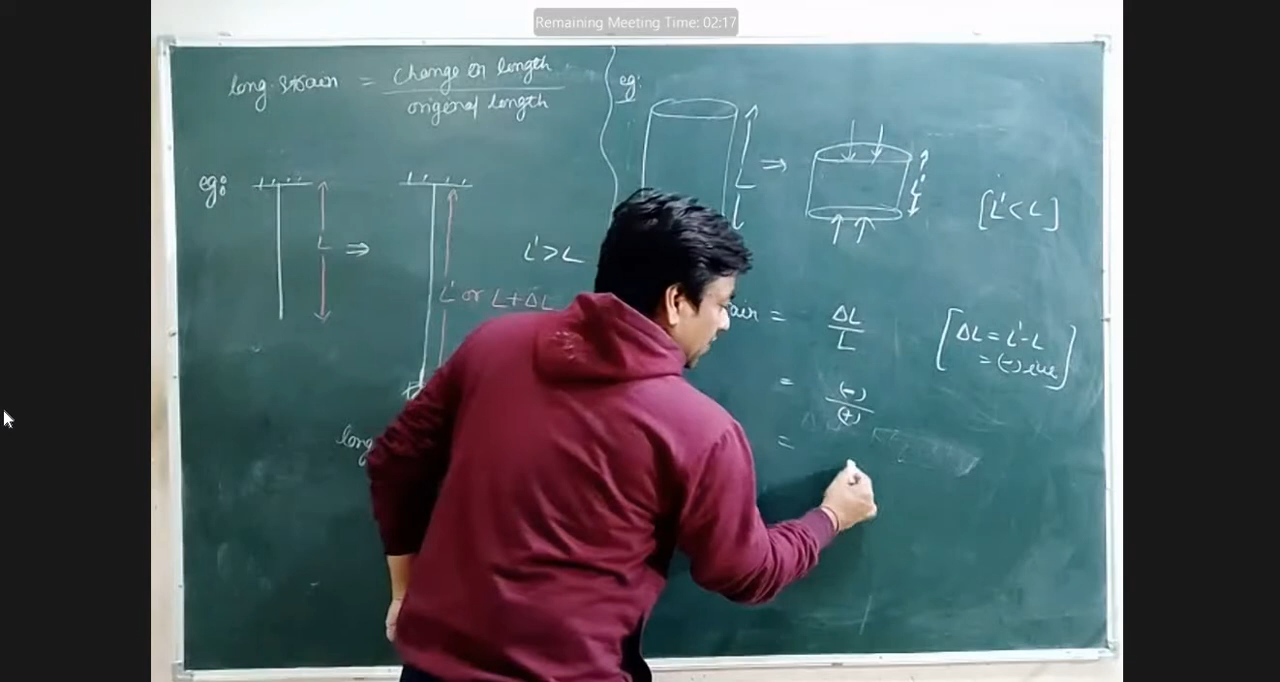 Remaining Meeting Time: 02:17
long. strain = change in length
original length
eg:
L
⇒
L' or L+ΔL
L'>L
long
eg:
L
⇒
L'
[L'<L]
ain = ΔL
L
[ΔL = L'-L
= (-)ive]
= (-)
(+)
=